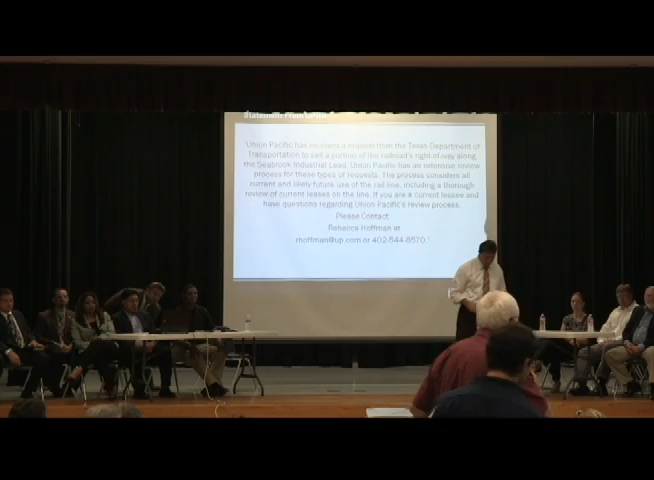 Statement From UPRR
"Union Pacific has received a request from the Texas Department of
Transportation to sell a portion of the railroad's right-of-way along
the Seabrook Industrial Lead. Union Pacific has an extensive review
process for these types of requests. The process considers all
current and likely future use of the rail line, including a thorough
review of current leases on the line. If you are a current lessee and
have questions regarding Union Pacific's review process,
Please Contact:
Rebecca Hoffman at
rhoffman@up.com or 402-544-8570."